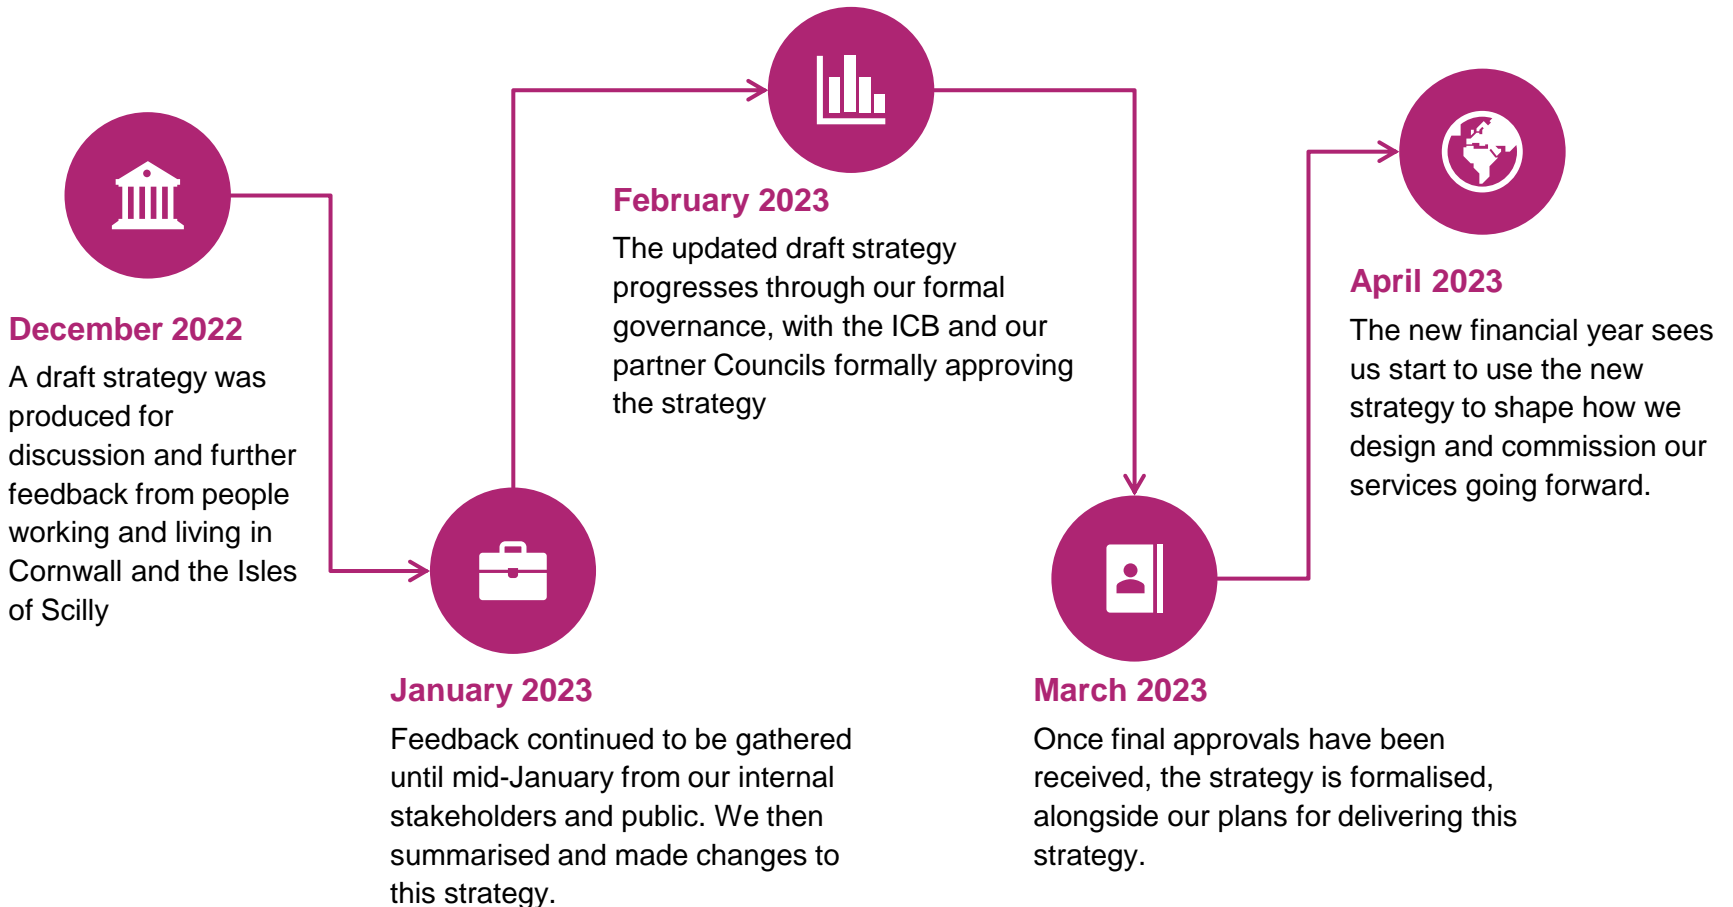 December 2022
A draft strategy was
produced for
discussion and further
feedback from people
working and living in
Cornwall and the Isles
of Scilly
January 2023
Feedback continued to be gathered
until mid-January from our internal
stakeholders and public. We then
summarised and made changes to
this strategy.
February 2023
The updated draft strategy
progresses through our formal
governance, with the ICB and our
partner Councils formally approving
the strategy
March 2023
Once final approvals have been
received, the strategy is formalised,
alongside our plans for delivering this
strategy.
April 2023
The new financial year sees
us start to use the new
strategy to shape how we
design and commission our
services going forward.